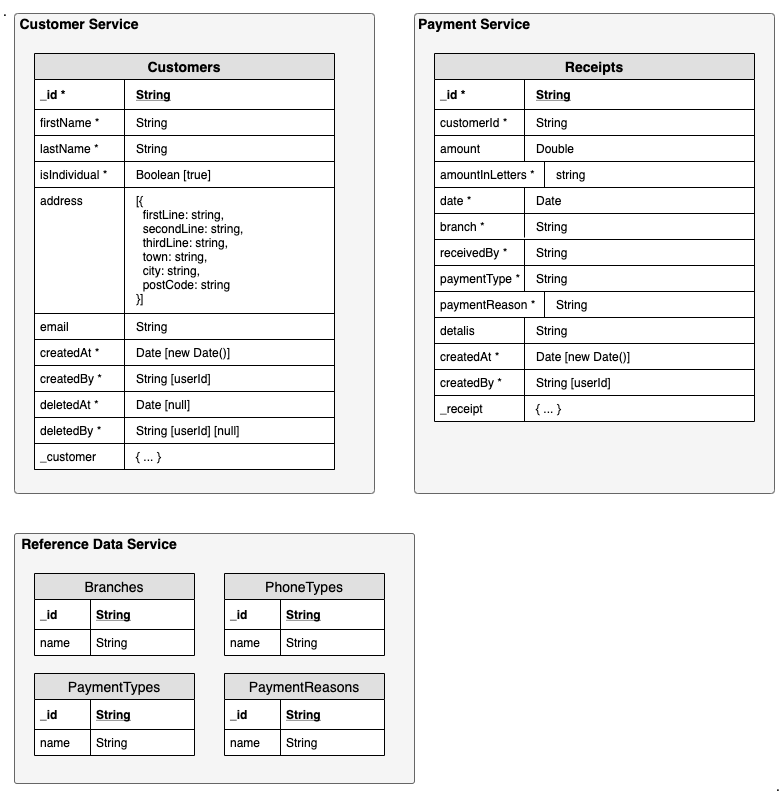 Customer Service
Customers
_id * String
firstName * String
lastName * String
isIndividual * Boolean [true]
address [{
firstLine: string,
secondLine: string,
thirdLine: string,
town: string,
city: string,
postCode: string
}]
email String
createdAt * Date [new Date()]
createdBy * String [userId]
deletedAt * Date [null]
deletedBy * String [userId] [null]
_customer { ... }
Payment Service
Receipts
_id * String
customerId * String
amount Double
amountInLetters * string
date * Date
branch * String
receivedBy * String
paymentType * String
paymentReason * String
detalis String
createdAt * Date [new Date()]
createdBy * String [userId]
_receipt { ... }
Reference Data Service
Branches
_id String
name String
PhoneTypes
_id String
name String
PaymentTypes
_id String
name String
PaymentReasons
_id String
name String